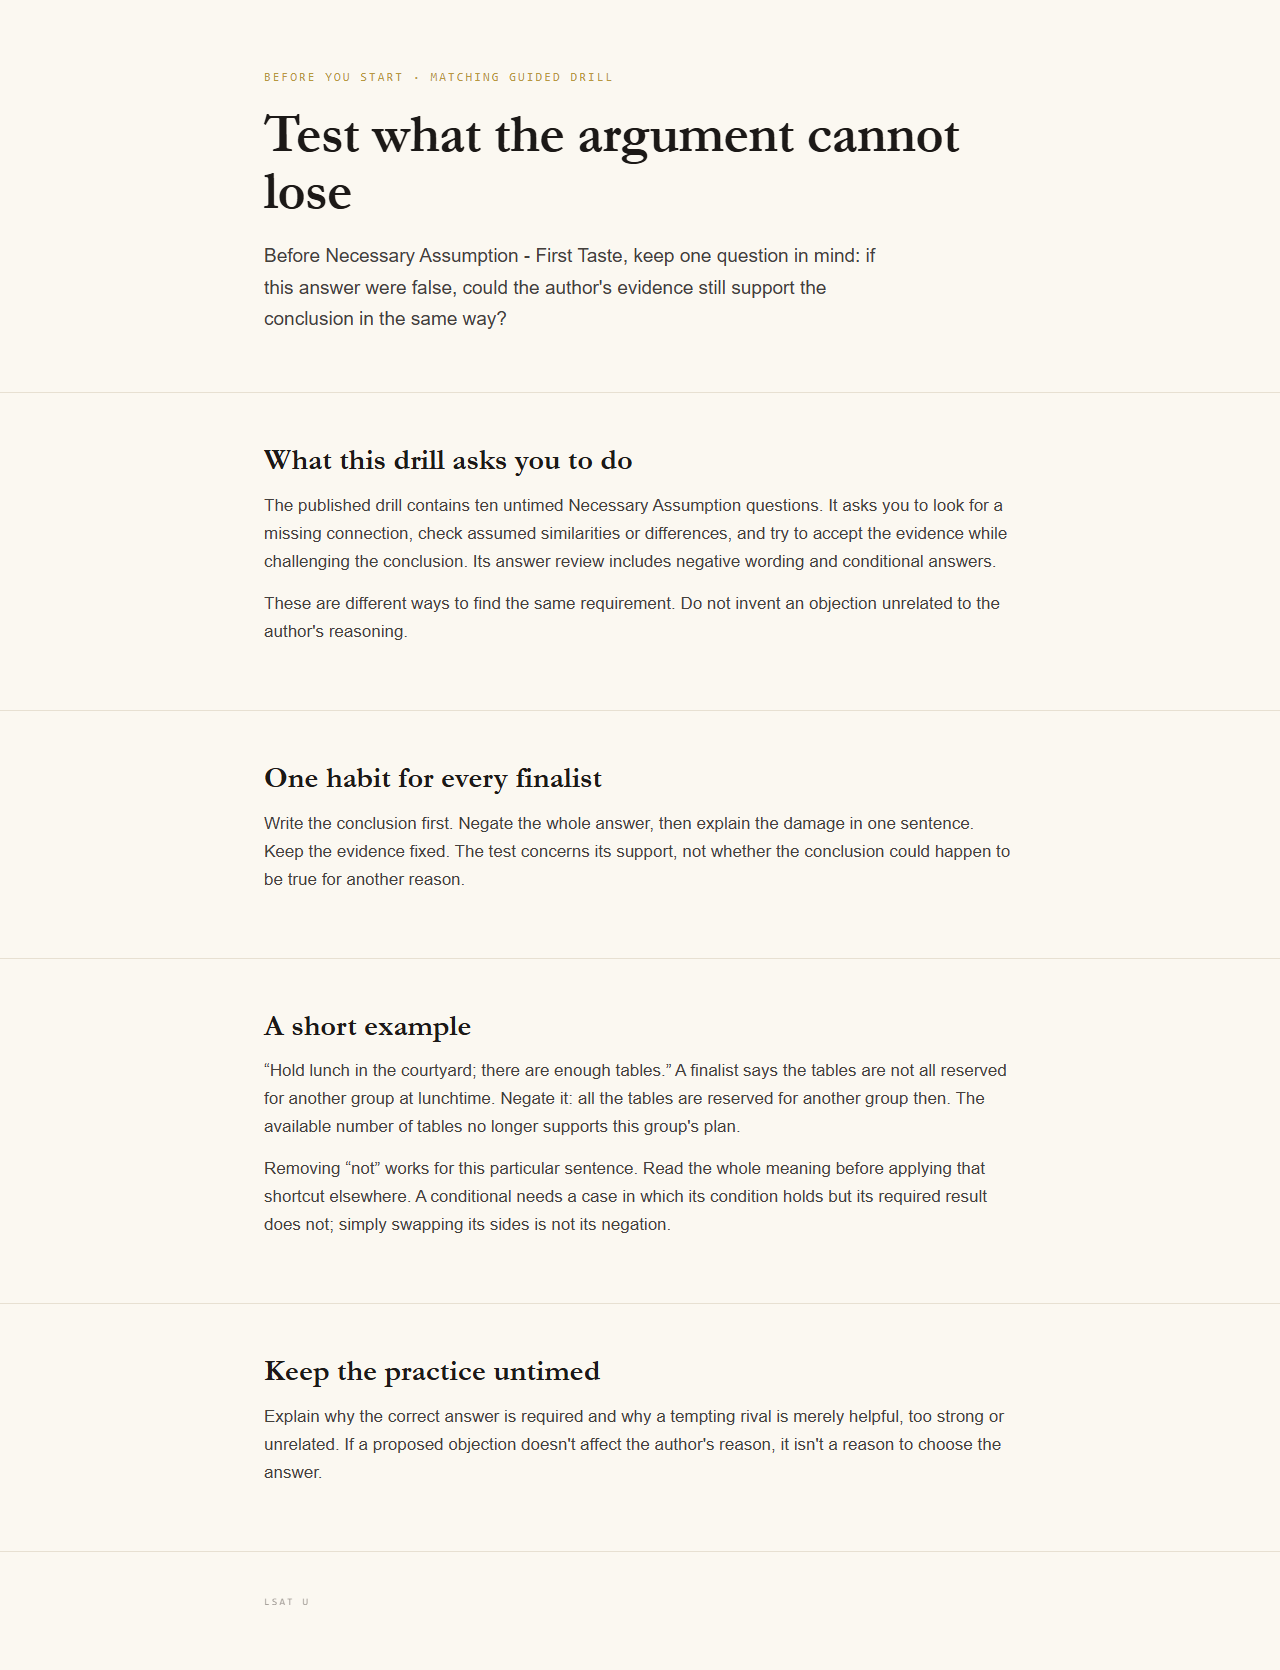 BEFORE YOU START · MATCHING GUIDED DRILL
Test what the argument cannot
lose
Before Necessary Assumption - First Taste, keep one question in mind: if
this answer were false, could the author's evidence still support the
conclusion in the same way?
What this drill asks you to do
The published drill contains ten untimed Necessary Assumption questions. It asks you to look for a
missing connection, check assumed similarities or differences, and try to accept the evidence while
challenging the conclusion. Its answer review includes negative wording and conditional answers.
These are different ways to find the same requirement. Do not invent an objection unrelated to the
author's reasoning.
One habit for every finalist
Write the conclusion first. Negate the whole answer, then explain the damage in one sentence.
Keep the evidence fixed. The test concerns its support, not whether the conclusion could happen to
be true for another reason.
A short example
“Hold lunch in the courtyard; there are enough tables.” A finalist says the tables are not all reserved
for another group at lunchtime. Negate it: all the tables are reserved for another group then. The
available number of tables no longer supports this group's plan.
Removing “not” works for this particular sentence. Read the whole meaning before applying that
shortcut elsewhere. A conditional needs a case in which its condition holds but its required result
does not; simply swapping its sides is not its negation.
Keep the practice untimed
Explain why the correct answer is required and why a tempting rival is merely helpful, too strong or
unrelated. If a proposed objection doesn't affect the author's reason, it isn't a reason to choose the
answer.
LSAT U